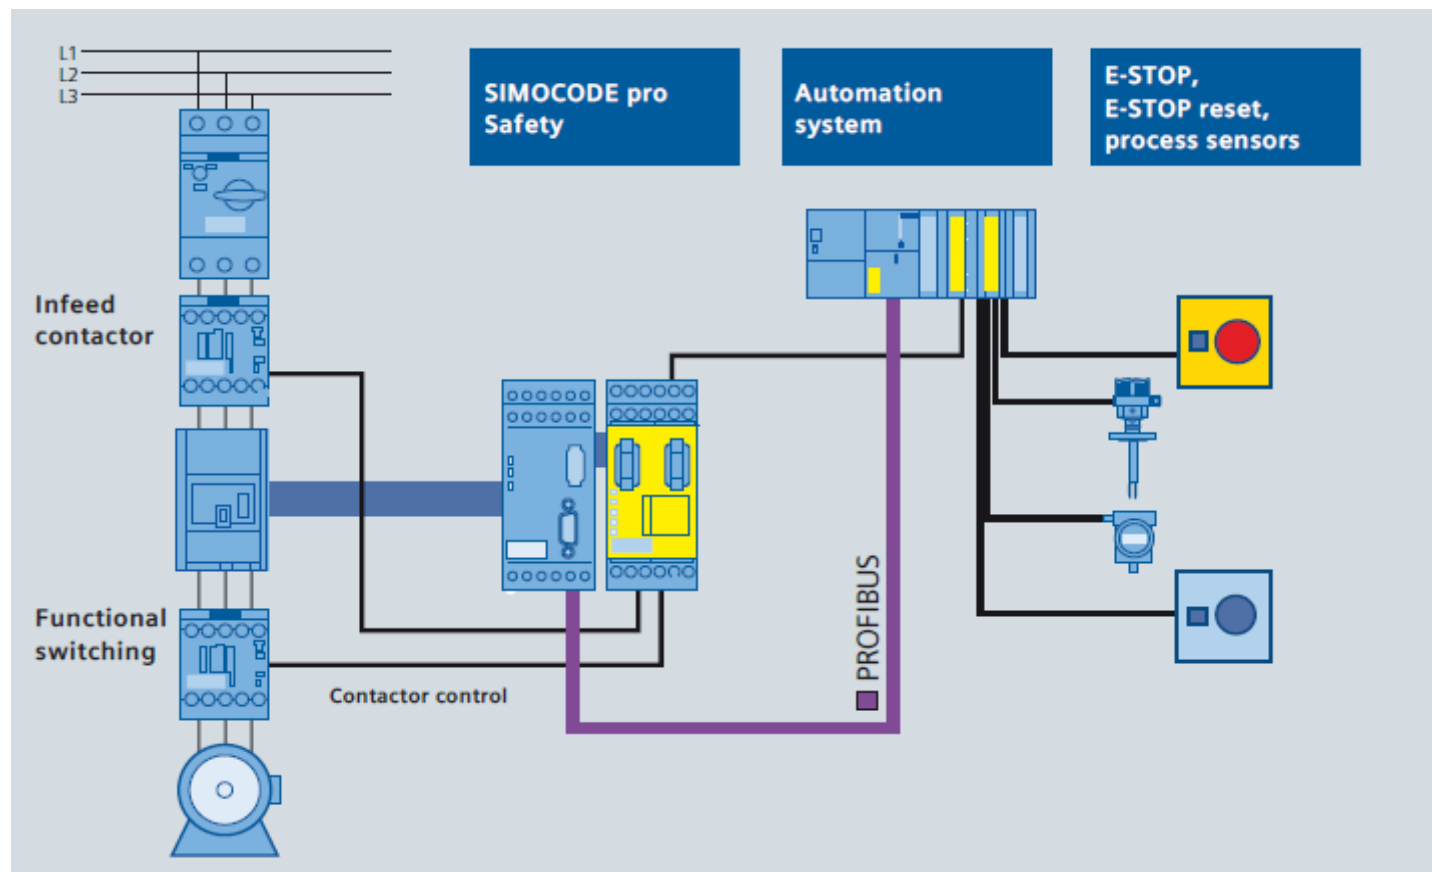 L1
L2
L3
SIMOCODE pro
Safety
Automation
system
E-STOP,
E-STOP reset,
process sensors
Infeed
contactor
Functional
switching
Contactor control
PROFIBUS